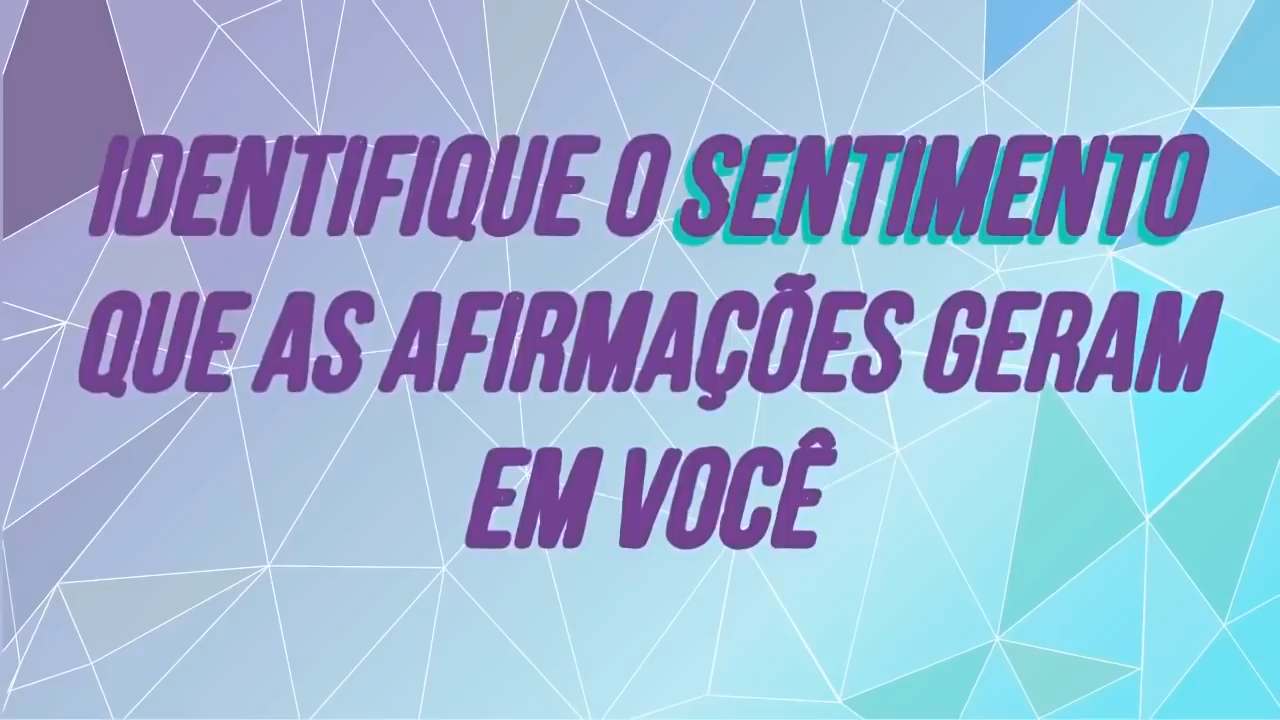 IDENTIFIQUE O SENTIMENTO
QUE AS AFIRMAÇÕES GERAM
EM VOCÊ